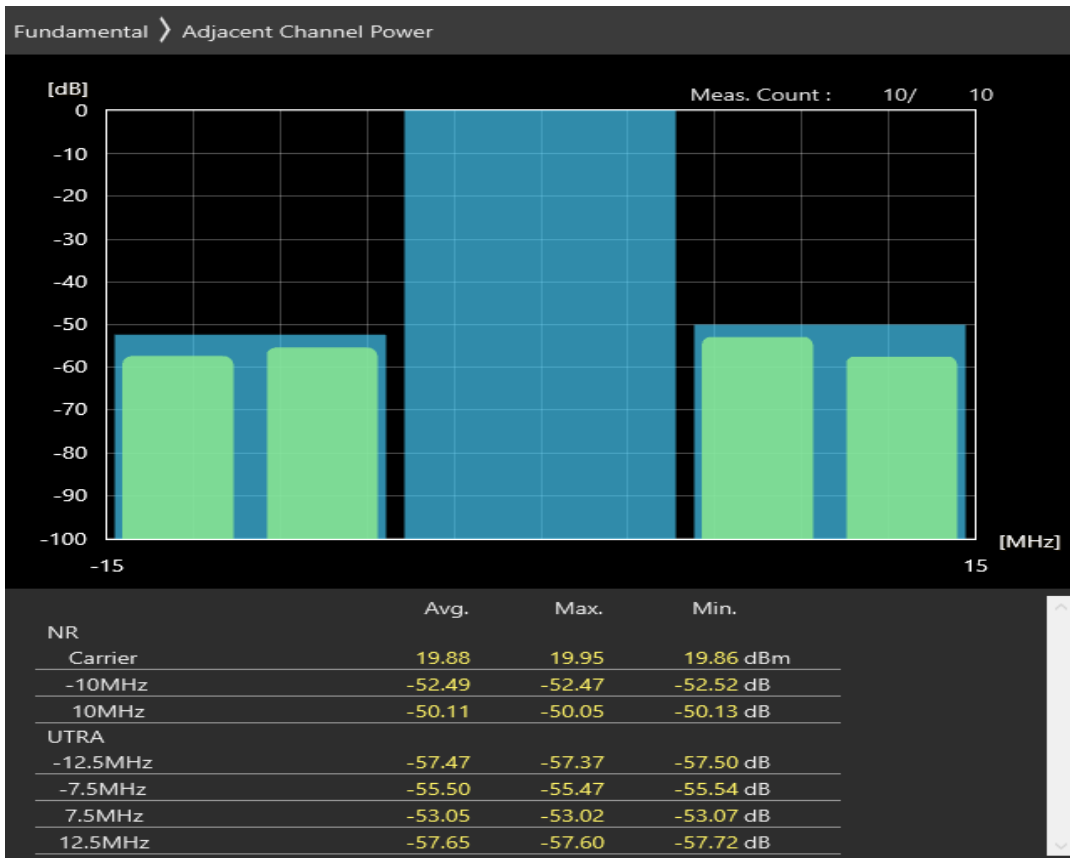 Fundamental 〉 Adjacent Channel Power
[dB]
Meas. Count : 10/ 10
0
-10
-20
-30
-40
-50
-60
-70
-80
-90
-100
[MHz]
-15 15
Avg. Max. Min.
NR
Carrier 19.88 19.95 19.86 dBm
-10MHz -52.49 -52.47 -52.52 dB
10MHz -50.11 -50.05 -50.13 dB
UTRA
-12.5MHz -57.47 -57.37 -57.50 dB
-7.5MHz -55.50 -55.47 -55.54 dB
7.5MHz -53.05 -53.02 -53.07 dB
12.5MHz -57.65 -57.60 -57.72 dB